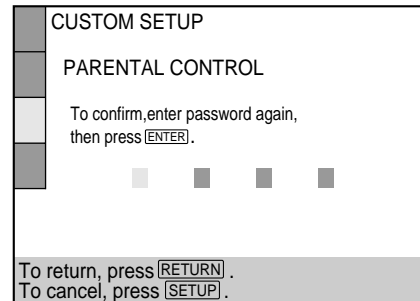 CUSTOM SETUP
PARENTAL CONTROL
To confirm,enter password again,
then press ENTER .
To return, press RETURN .
To cancel, press SETUP .